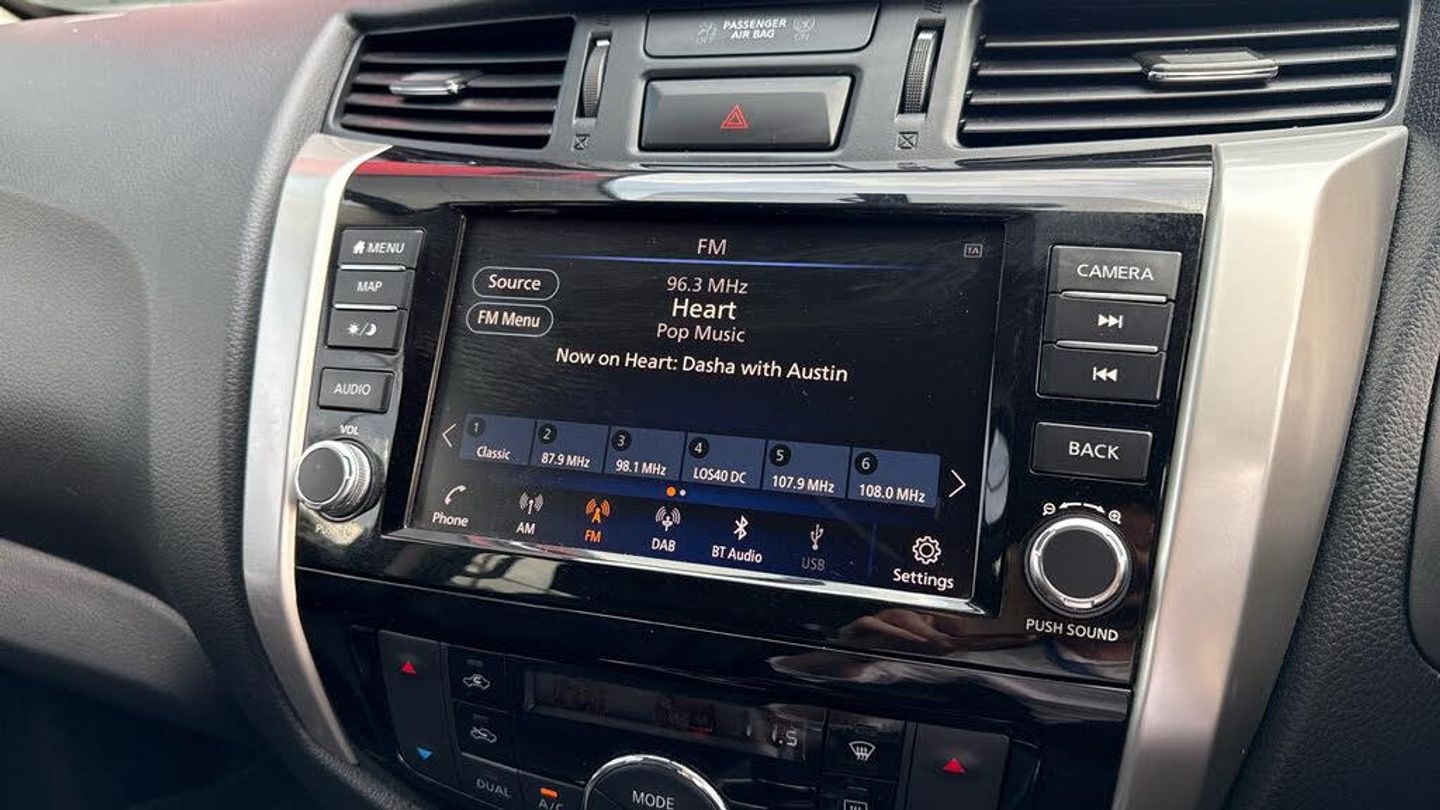 PASSENGER
OFF AIR BAG ON
MENU
MAP
AUDIO
VOL
FM
TA
Source
96.3 MHz
FM Menu
Heart
Pop Music
Now on Heart: Dasha with Austin
1 Classic
2 87.9 MHz
3 98.1 MHz
4 LOS40 DC
5 107.9 MHz
6 108.0 MHz
Phone
AM
FM
DAB
BT Audio
USB
Settings
CAMERA
BACK
PUSH SOUND
DUAL
A/C
MODE